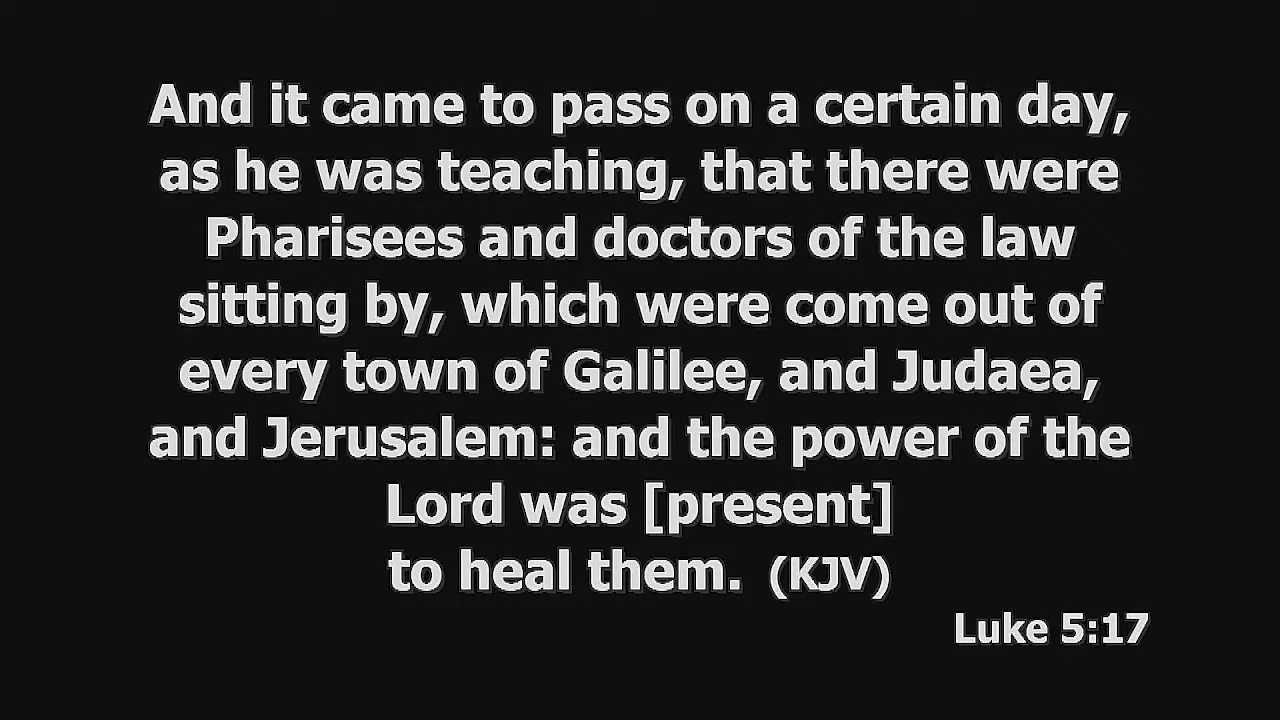 And it came to pass on a certain day,
as he was teaching, that there were
Pharisees and doctors of the law
sitting by, which were come out of
every town of Galilee, and Judaea,
and Jerusalem: and the power of the
Lord was [present]
to heal them. (KJV)
Luke 5:17